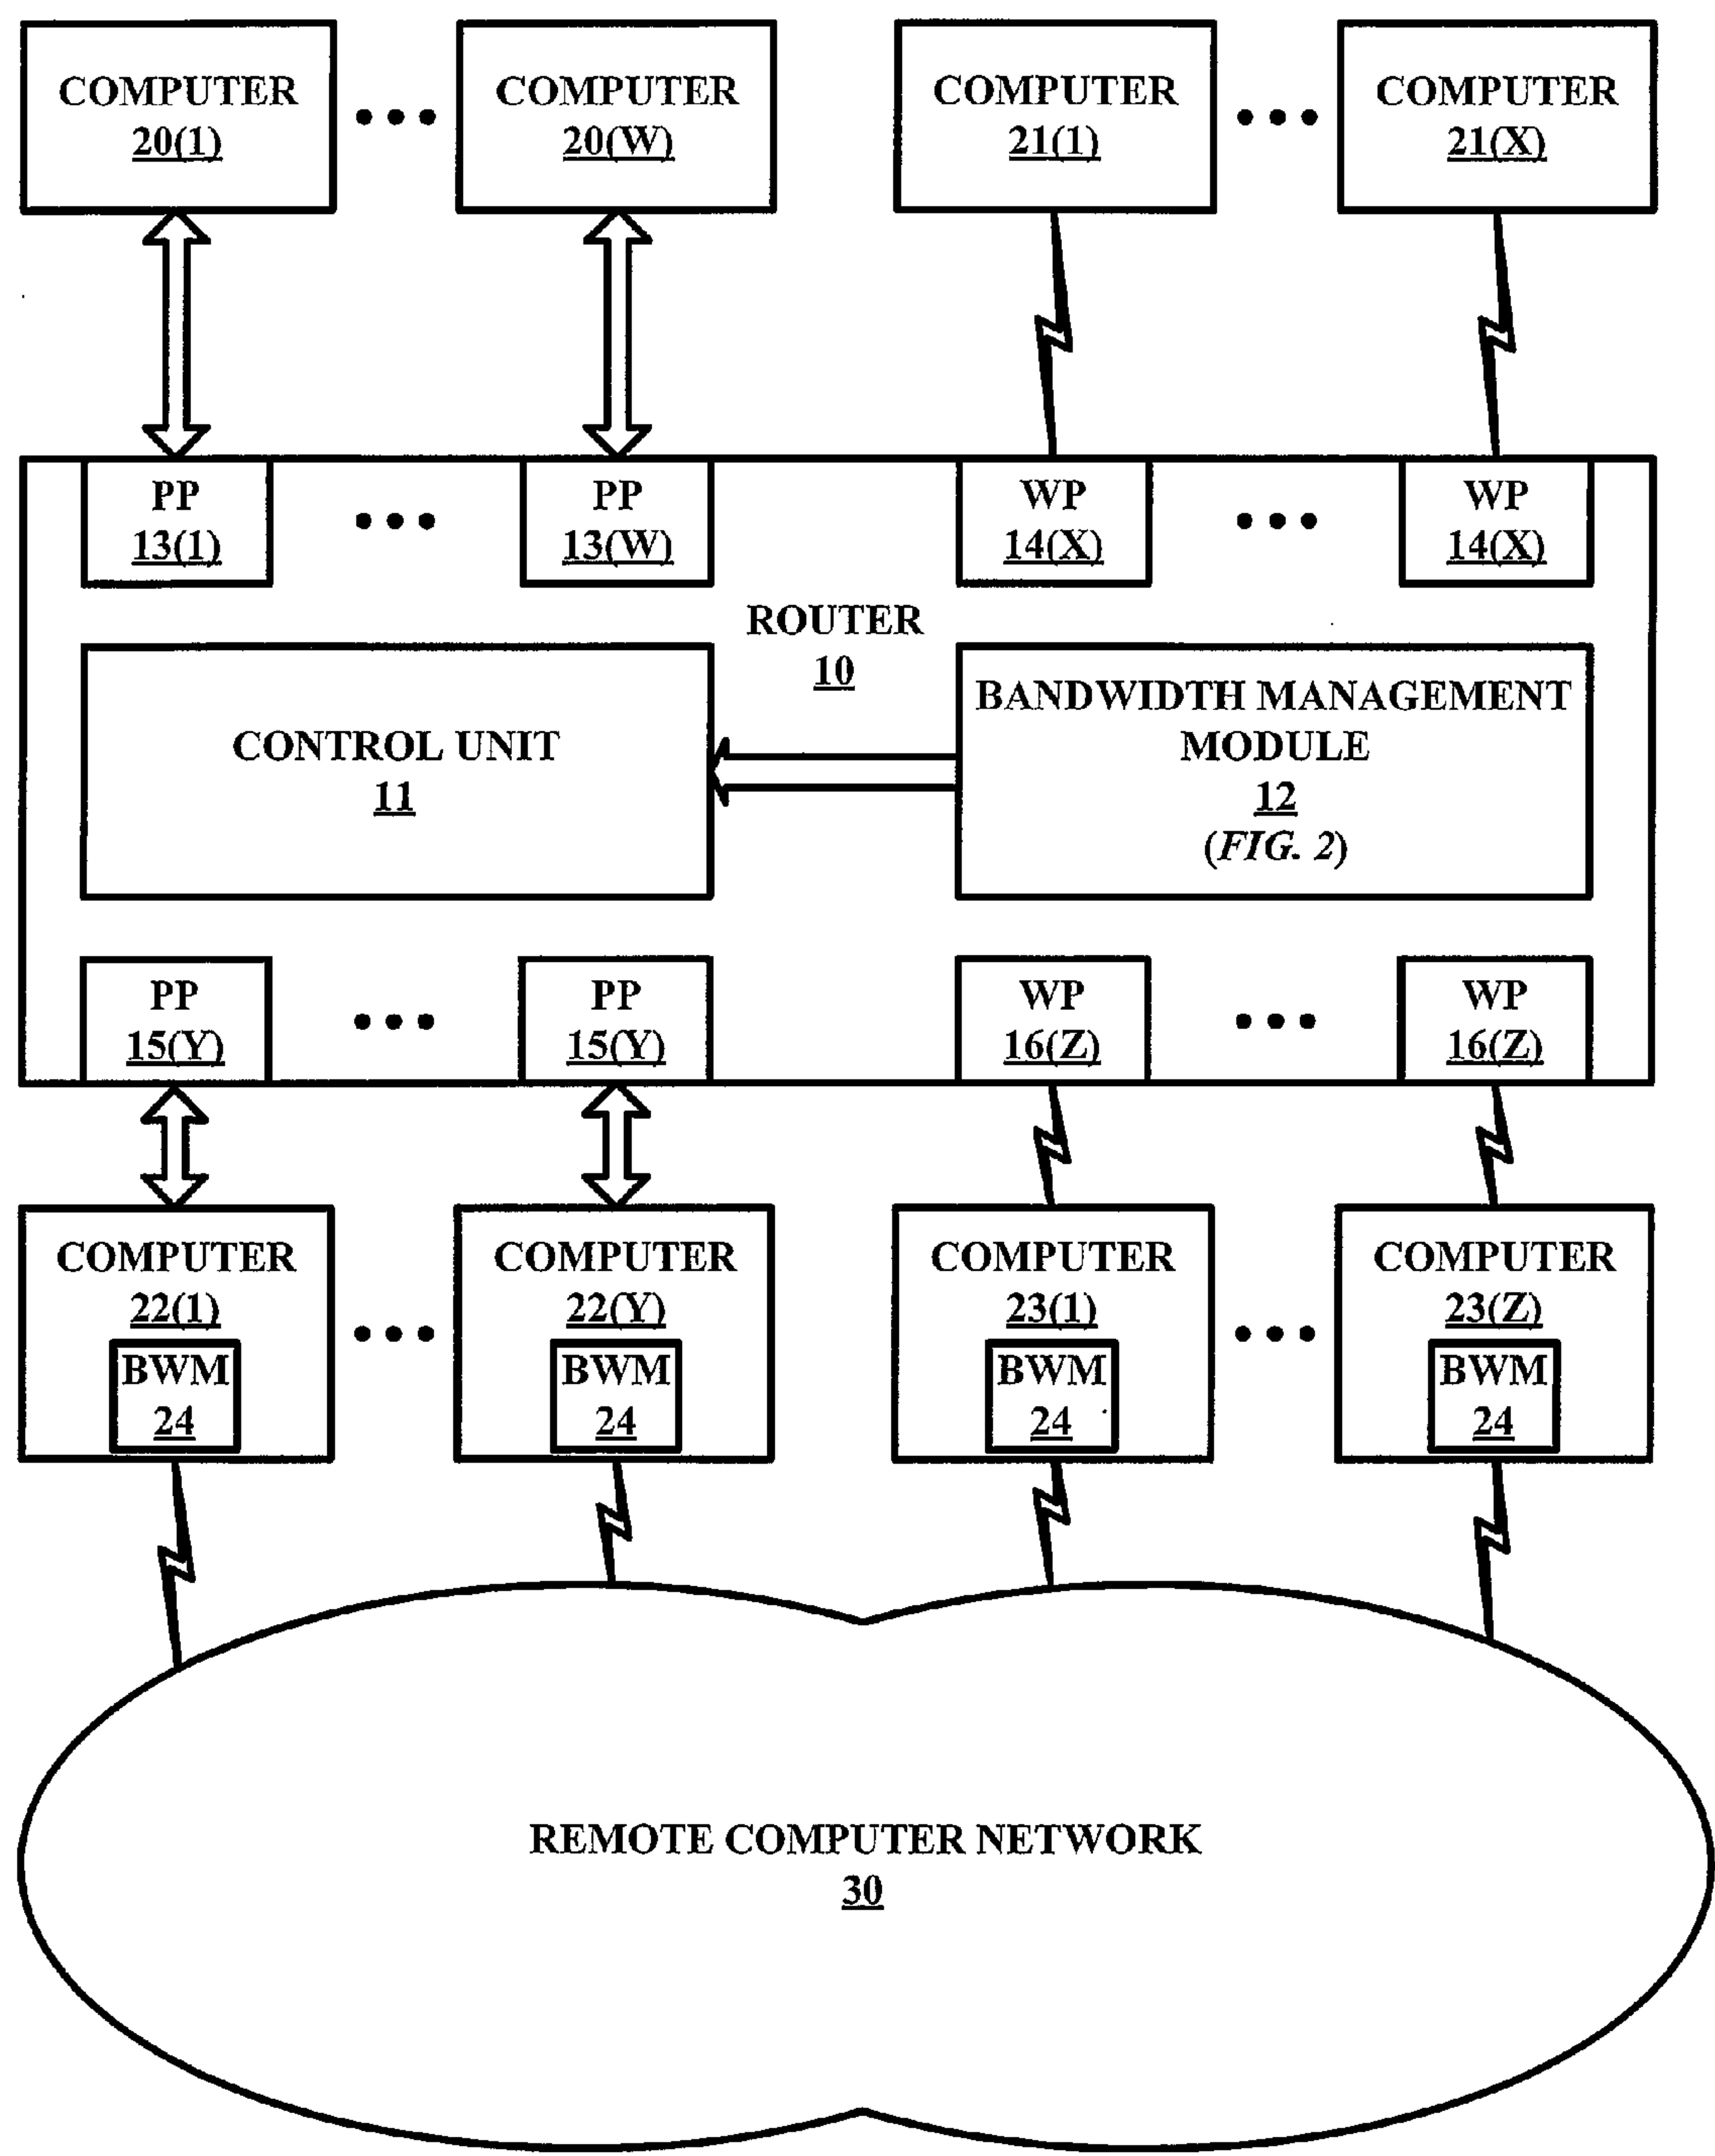 COMPUTER
20(1)
COMPUTER
20(W)
COMPUTER
21(1)
COMPUTER
21(X)
PP
13(1)
PP
13(W)
WP
14(X)
WP
14(X)
ROUTER
10
CONTROL UNIT
11
BANDWIDTH MANAGEMENT
MODULE
12
(FIG. 2)
PP
15(Y)
PP
15(Y)
WP
16(Z)
WP
16(Z)
COMPUTER
22(1)
BWM
24
COMPUTER
22(Y)
BWM
24
COMPUTER
23(1)
BWM
24
COMPUTER
23(Z)
BWM
24
REMOTE COMPUTER NETWORK
30